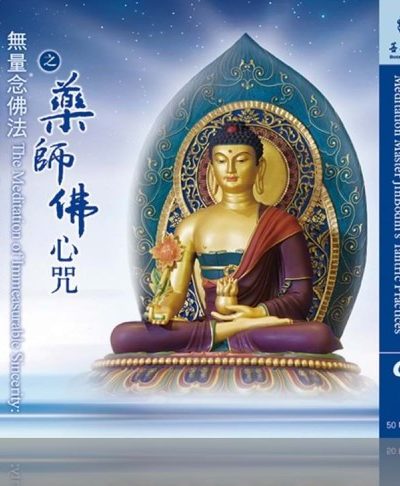 無量念佛法
The Meditation of Immeasurable Sincerity:
之
藥師佛
心咒
Meditation Master JinBodhi's Tantric Practices
50